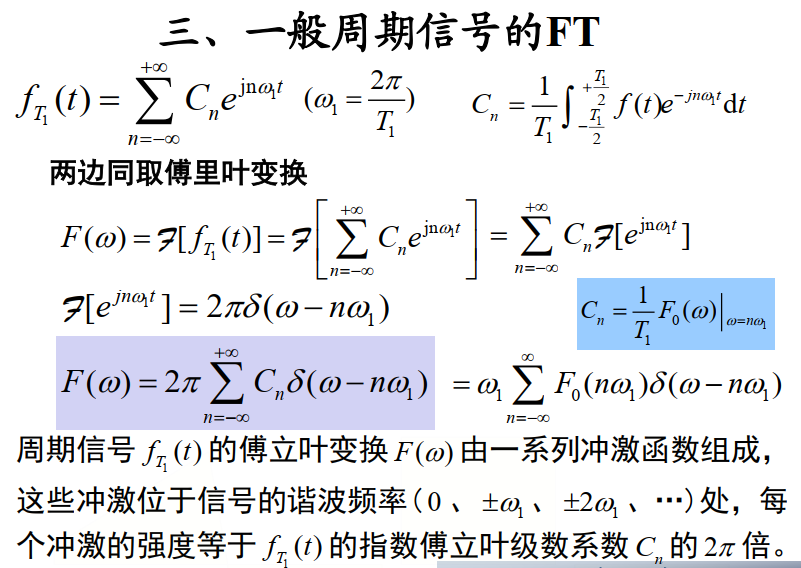 三、一般周期信号的FT
f_{T_1}(t) = \sum_{n=-\infty}^{+\infty} C_n e^{jn\omega_1 t} (\omega_1 = \frac{2\pi}{T_1}) C_n = \frac{1}{T_1} \int_{-\frac{T_1}{2}}^{+\frac{T_1}{2}} f(t) e^{-jn\omega_1 t} dt
两边同取傅里叶变换
F(\omega) = \mathcal{F}[f_{T_1}(t)] = \mathcal{F}\left[\sum_{n=-\infty}^{+\infty} C_n e^{jn\omega_1 t}\right] = \sum_{n=-\infty}^{+\infty} C_n \mathcal{F}[e^{jn\omega_1 t}]
\mathcal{F}[e^{jn\omega_1 t}] = 2\pi\delta(\omega - n\omega_1) C_n = \frac{1}{T_1} F_0(\omega)|_{\omega=n\omega_1}
F(\omega) = 2\pi \sum_{n=-\infty}^{+\infty} C_n \delta(\omega - n\omega_1) = \omega_1 \sum_{n=-\infty}^{\infty} F_0(n\omega_1)\delta(\omega - n\omega_1)
周期信号 f_{T_1}(t) 的傅立叶变换 F(ω) 由一系列冲激函数组成，
这些冲激位于信号的谐波频率(0、±ω₁、±2ω₁、…)处，每
个冲激的强度等于 f_{T_1}(t) 的指数傅立叶级数系数 C_n 的 2π 倍。